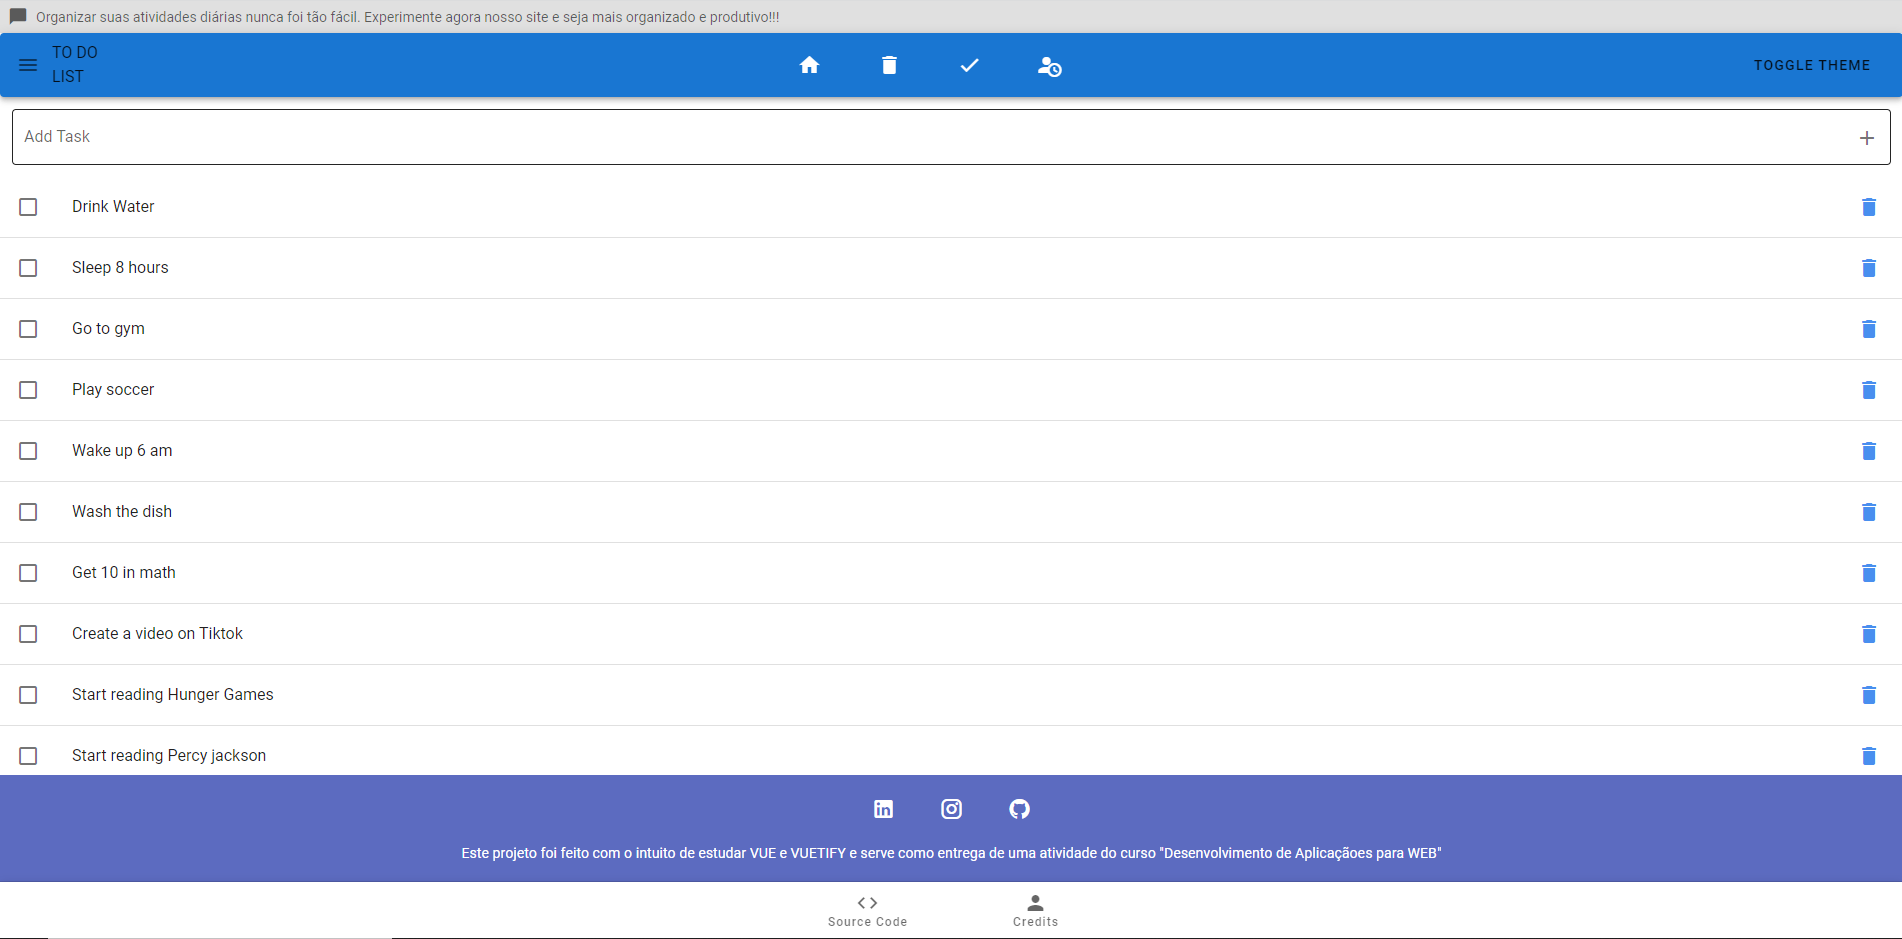 Organizar suas atividades diárias nunca foi tão fácil. Experimente agora nosso site e seja mais organizado e produtivo!!!
TO DO
LIST
TOGGLE THEME
Add Task
Drink Water
Sleep 8 hours
Go to gym
Play soccer
Wake up 6 am
Wash the dish
Get 10 in math
Create a video on Tiktok
Start reading Hunger Games
Start reading Percy jackson
Este projeto foi feito com o intuito de estudar VUE e VUETIFY e serve como entrega de uma atividade do curso "Desenvolvimento de Aplicaçãoes para WEB"
Source Code
Credits